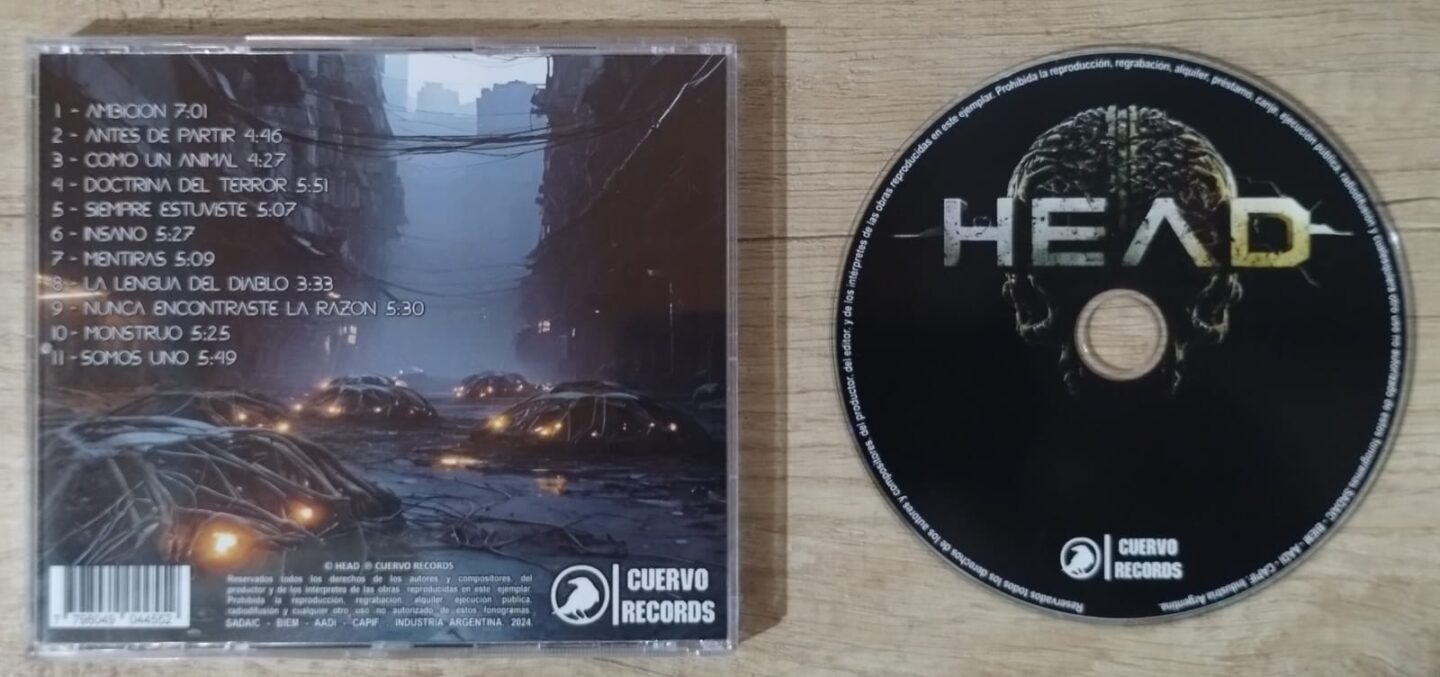 1 - AMBICION 7:01
2 - ANTES DE PARTIR 4:46
3 - COMO UN ANIMAL 4:27
4 - DOCTRINA DEL TERROR 5:51
5 - SIEMPRE ESTUVISTE 5:07
6 - INSANO 5:27
7 - MENTIRAS 5:09
8 - LA LENGUA DEL DIABLO 3:33
9 - NUNCA ENCONTRASTE LA RAZON 5:30
10 - MONSTRUO 5:25
11 - SOMOS UNO 5:49
© HEAD ℗ CUERVO RECORDS
Reservados todos los derechos de los autores y compositores, del
productor y de los intérpretes de las obras reproducidas en este ejemplar.
Prohibida la reproducción, regrabación, alquiler, ejecución publica,
radiodifusión y cualquier otro uso no autorizado de estos fonogramas.
SADAIC - BIEM - AADI - CAPIF INDUSTRIA ARGENTINA 2024.
7 798049 044552
CUERVO
RECORDS
HEAD
CUERVO
RECORDS
Reservados todos los derechos de los autores y compositores, del productor, del editor, y de los intérpretes de las obras reproducidas en este ejemplar. Prohibida la reproducción, regrabación, alquiler, préstamo, canje, ejecución pública, radiodifusión y cualquiera otro uso no autorizado de estos fonogramas SADAIC - BIEM - AADI - CAPIF. Industria Argentina.